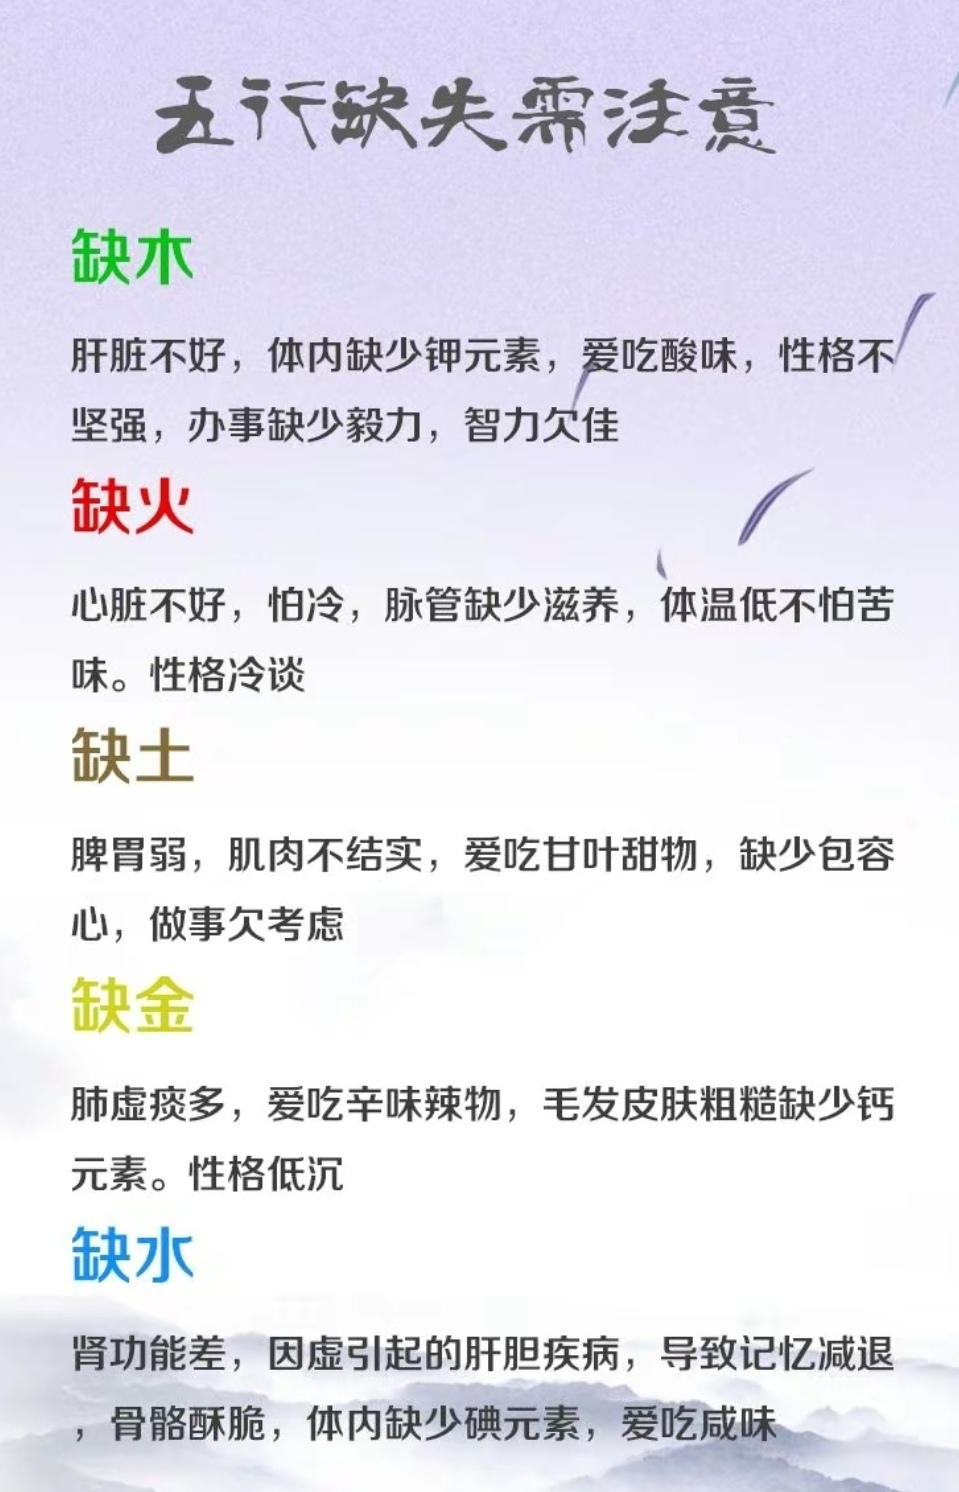 五行缺失需注意
缺木
肝脏不好，体内缺少钾元素，爱吃酸味，性格不
坚强，办事缺少毅力，智力欠佳
缺火
心脏不好，怕冷，脉管缺少滋养，体温低不怕苦
味。性格冷谈
缺土
脾胃弱，肌肉不结实，爱吃甘叶甜物，缺少包容
心，做事欠考虑
缺金
肺虚痰多，爱吃辛味辣物，毛发皮肤粗糙缺少钙
元素。性格低沉
缺水
肾功能差，因虚引起的肝胆疾病，导致记忆减退
，骨骼酥脆，体内缺少碘元素，爱吃咸味